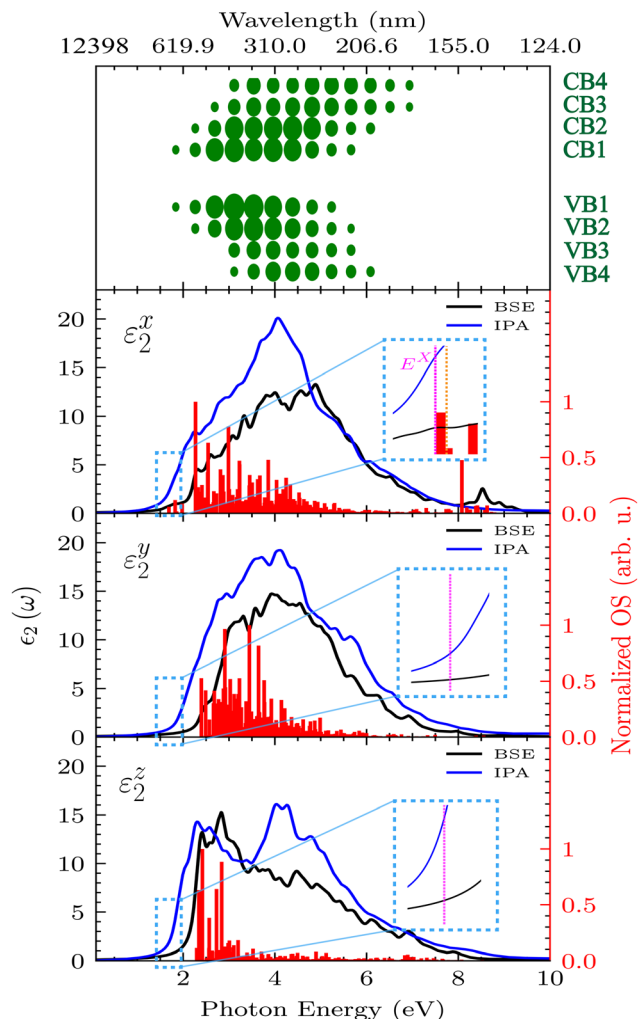 Wavelength (nm)
12398 619.9 310.0 206.6 155.0 124.0
CB4
CB3
CB2
CB1
VB1
VB2
VB3
VB4
20
15
10
5
0
ε₂ˣ
BSE
IPA
Eˣ
1
0.5
0.0
20
15
10
5
0
ε₂ʸ
BSE
IPA
1
0.5
0.0
ϵ₂ (ω)
Normalized OS (arb. u.)
20
15
10
5
0
ε₂ᶻ
BSE
IPA
1
0.5
0.0
2 4 6 8 10
Photon Energy (eV)